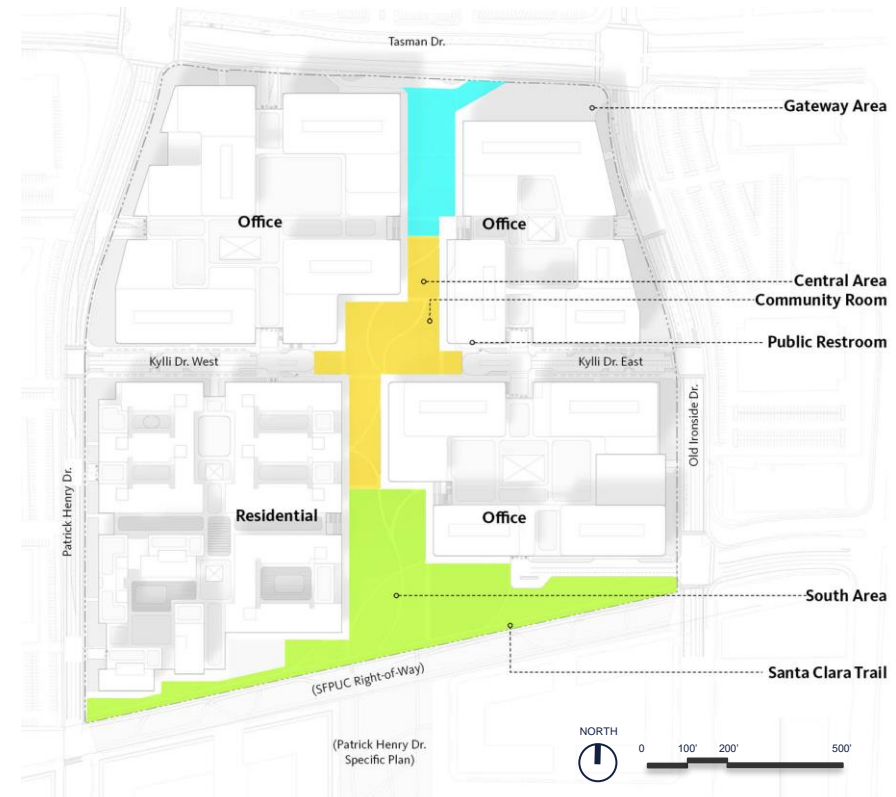 Tasman Dr.
Gateway Area
Office
Office
Central Area
Community Room
Public Restroom
Kylli Dr. West
Kylli Dr. East
Old Ironside Dr.
Patrick Henry Dr.
Residential
Office
South Area
Santa Clara Trail
(SFPUC Right-of-Way)
(Patrick Henry Dr.
Specific Plan)
NORTH
0 100' 200' 500'